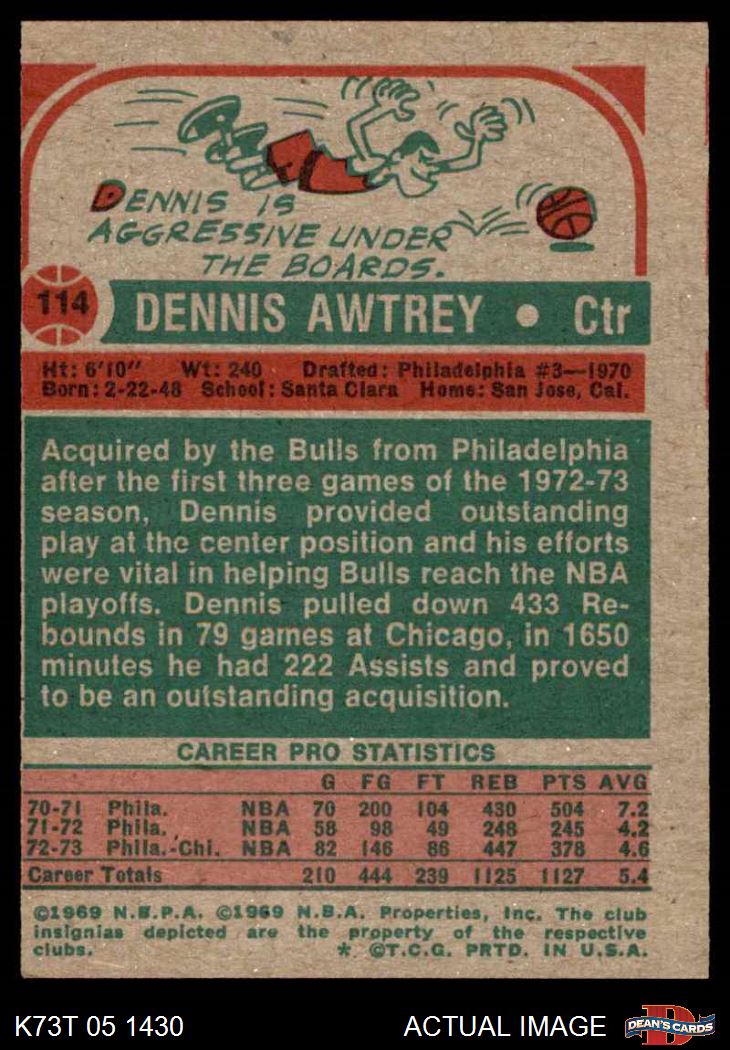 DENNIS IS
AGGRESSIVE UNDER
THE BOARDS.
114 DENNIS AWTREY • Ctr
Ht: 6'10" Wt: 240 Drafted: Philadelphia #3—1970
Born: 2-22-48 School: Santa Clara Home: San Jose, Cal.
Acquired by the Bulls from Philadelphia
after the first three games of the 1972-73
season, Dennis provided outstanding
play at the center position and his efforts
were vital in helping Bulls reach the NBA
playoffs. Dennis pulled down 433 Re-
bounds in 79 games at Chicago, in 1650
minutes he had 222 Assists and proved
to be an outstanding acquisition.
CAREER PRO STATISTICS
G FG FT REB PTS AVG
70-71 Phila. NBA 70 200 104 430 504 7.2
71-72 Phila. NBA 58 98 49 248 245 4.2
72-73 Phila.-Chi. NBA 82 146 86 447 378 4.6
Career Totals 210 444 239 1125 1127 5.4
©1969 N.B.P.A. ©1969 N.B.A. Properties, Inc. The club
insignias depicted are the property of the respective
clubs. * ©T.C.G. PRTD. IN U.S.A.
K73T 05 1430 ACTUAL IMAGE D DEAN'S CARDS